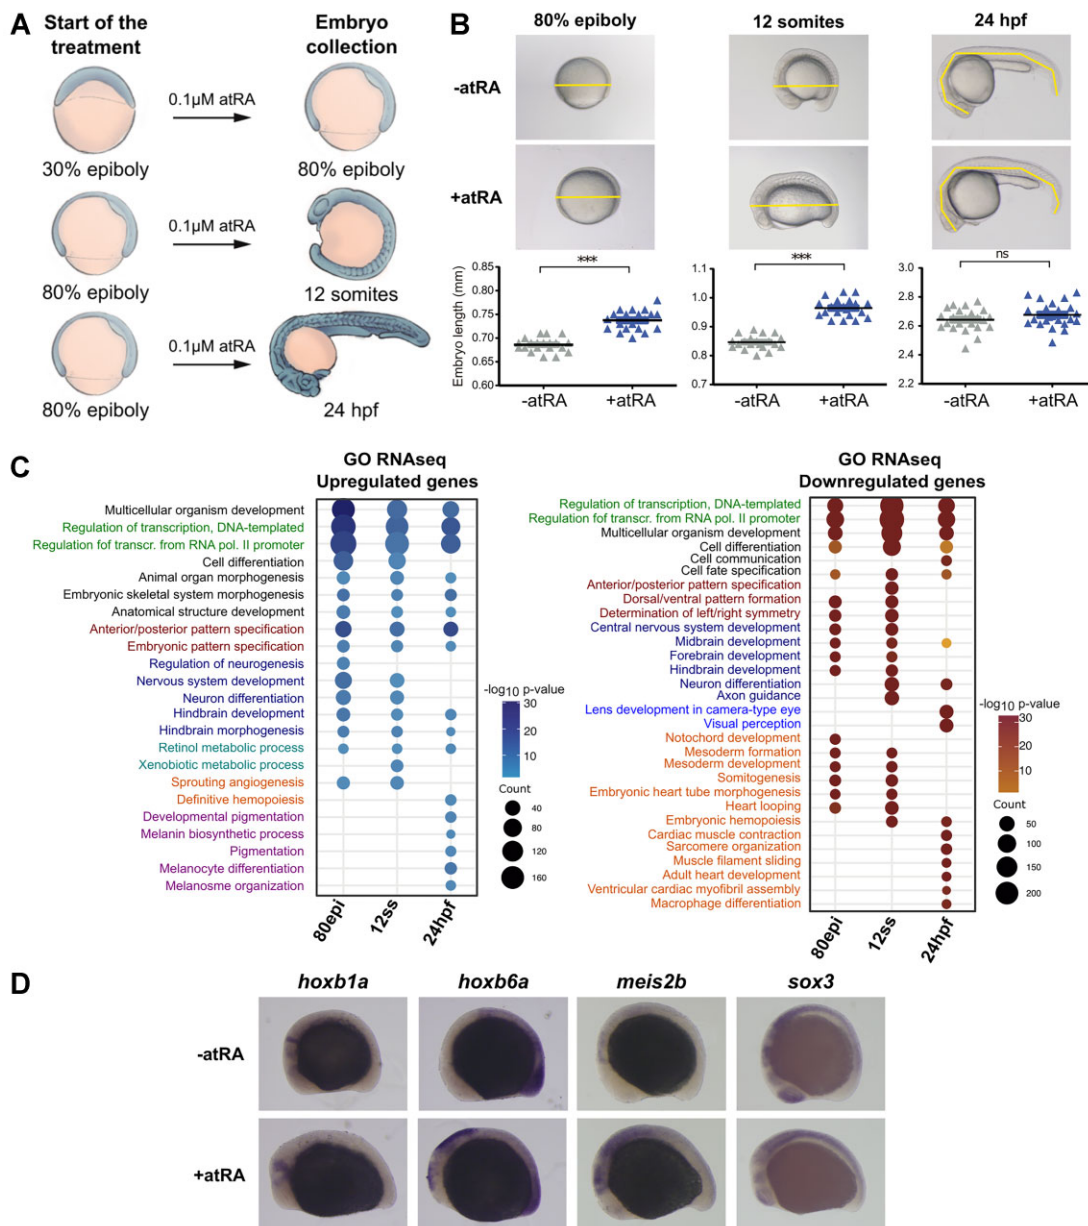 A
Start of the
treatment
Embryo
collection
0.1µM atRA
30% epiboly
80% epiboly
0.1µM atRA
80% epiboly
12 somites
0.1µM atRA
80% epiboly
24 hpf
B
80% epiboly
12 somites
24 hpf
-atRA
+atRA
Embryo length (mm)
0.85
0.80
0.75
0.70
0.65
0.60
***
-atRA
+atRA
1.1
1.0
0.9
0.8
0.7
***
-atRA
+atRA
3.0
2.8
2.6
2.4
2.2
ns
-atRA
+atRA
C
GO RNAseq
Upregulated genes
Multicellular organism development
Regulation of transcription, DNA-templated
Regulation fof transcr. from RNA pol. II promoter
Cell differentiation
Animal organ morphogenesis
Embryonic skeletal system morphogenesis
Anatomical structure development
Anterior/posterior pattern specification
Embryonic pattern specification
Regulation of neurogenesis
Nervous system development
Neuron differentiation
Hindbrain development
Hindbrain morphogenesis
Retinol metabolic process
Xenobiotic metabolic process
Sprouting angiogenesis
Definitive hemopoiesis
Developmental pigmentation
Melanin biosynthetic process
Pigmentation
Melanocyte differentiation
Melanosome organization
80epi
12ss
24hpf
-log10 p-value
30
20
10
Count
40
80
120
160
GO RNAseq
Downregulated genes
Regulation of transcription, DNA-templated
Regulation fof transcr. from RNA pol. II promoter
Multicellular organism development
Cell differentiation
Cell communication
Cell fate specification
Anterior/posterior pattern specification
Dorsal/ventral pattern formation
Determination of left/right symmetry
Central nervous system development
Midbrain development
Forebrain development
Hindbrain development
Neuron differentiation
Axon guidance
Lens development in camera-type eye
Visual perception
Notochord development
Mesoderm formation
Mesoderm development
Somitogenesis
Embryonic heart tube morphogenesis
Heart looping
Embryonic hemopoiesis
Cardiac muscle contraction
Sarcomere organization
Muscle filament sliding
Adult heart development
Ventricular cardiac myofibril assembly
Macrophage differentiation
80epi
12ss
24hpf
-log10 p-value
30
20
10
Count
50
100
150
200
D
hoxb1a
hoxb6a
meis2b
sox3
-atRA
+atRA